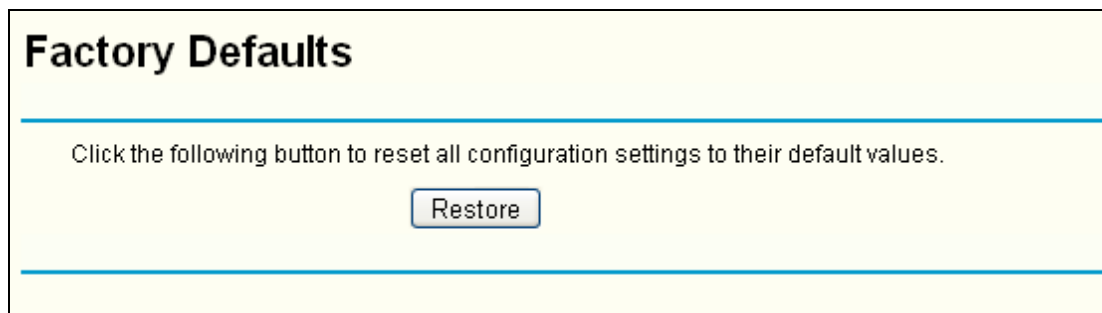 Factory Defaults
Click the following button to reset all configuration settings to their default values.
Restore